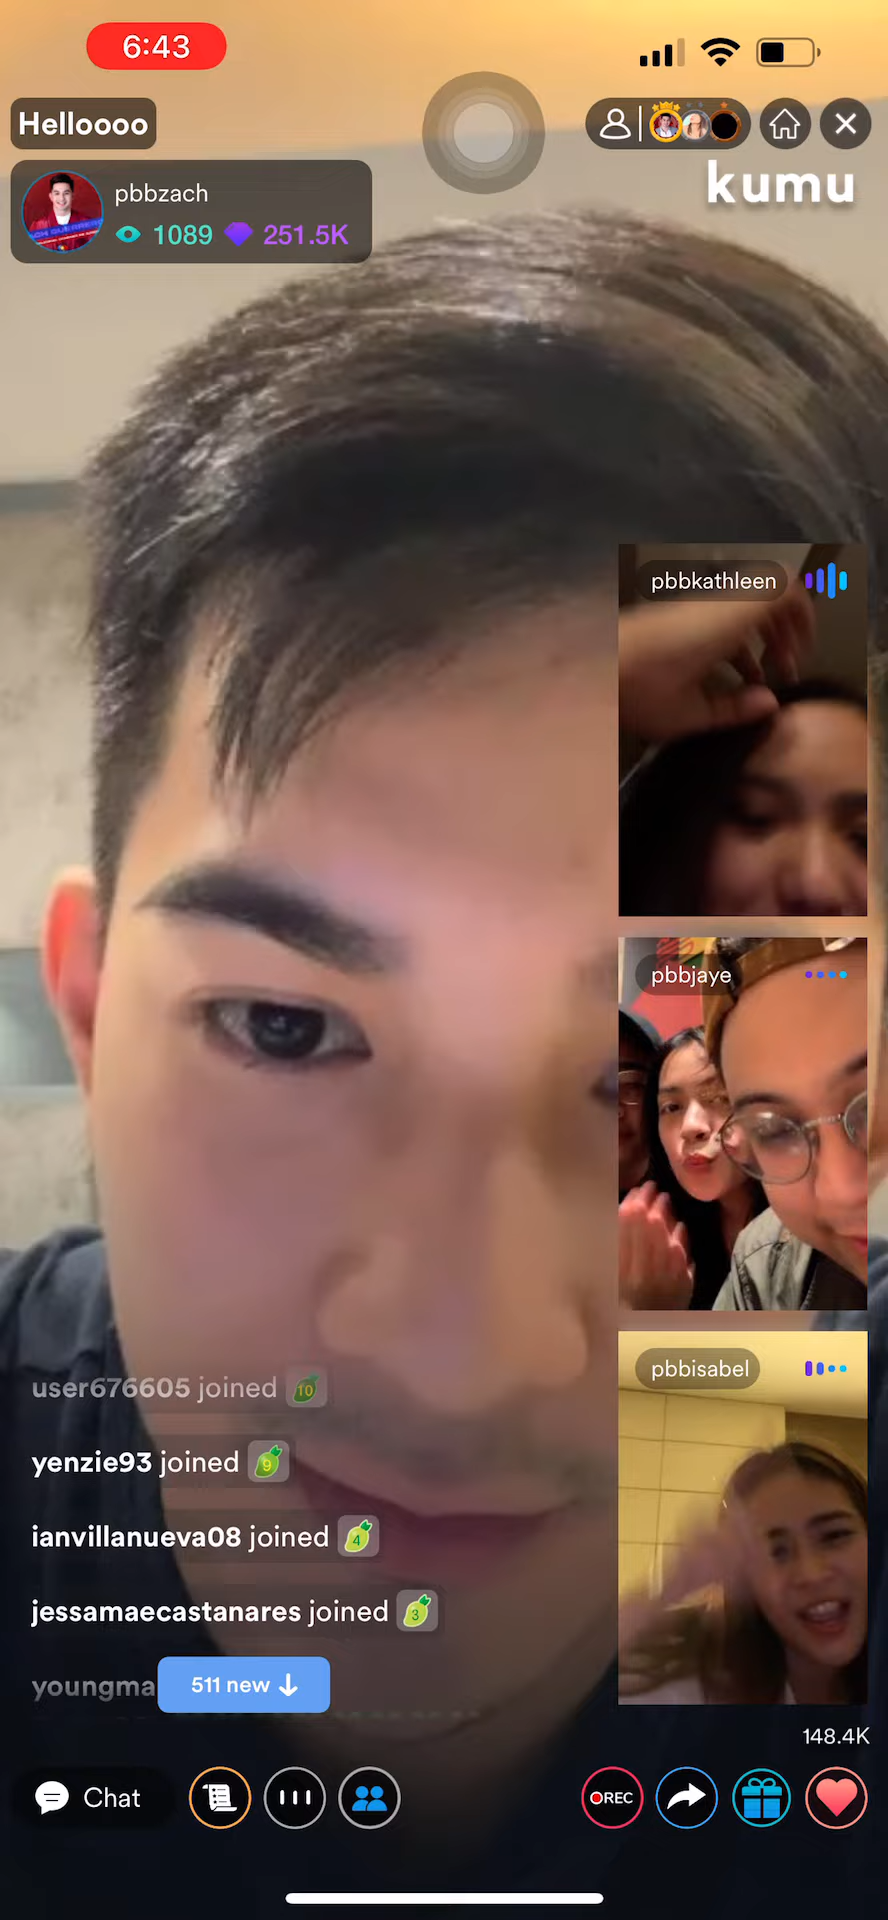 6:43
Helloooo
kumu
pbbzach
1089 251.5K
pbbkathleen
pbbjaye
pbbisabel
user676605 joined 10
yenzie93 joined 9
ianvillanueva08 joined 4
jessamaecastanares joined 3
youngma
511 new ↓
148.4K
Chat
REC